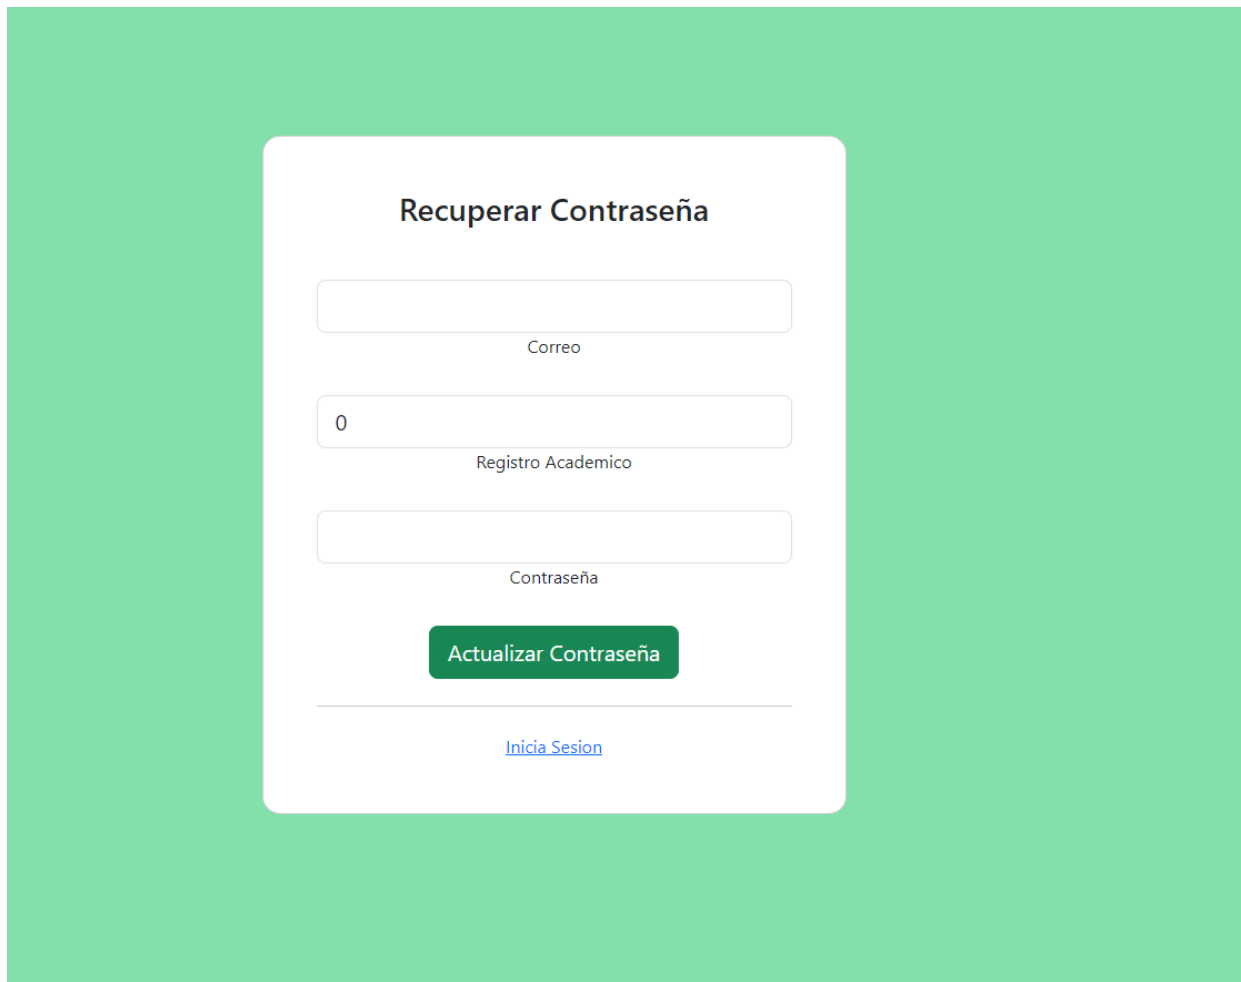 Recuperar Contraseña
Correo
0
Registro Academico
Contraseña
Actualizar Contraseña
Inicia Sesion